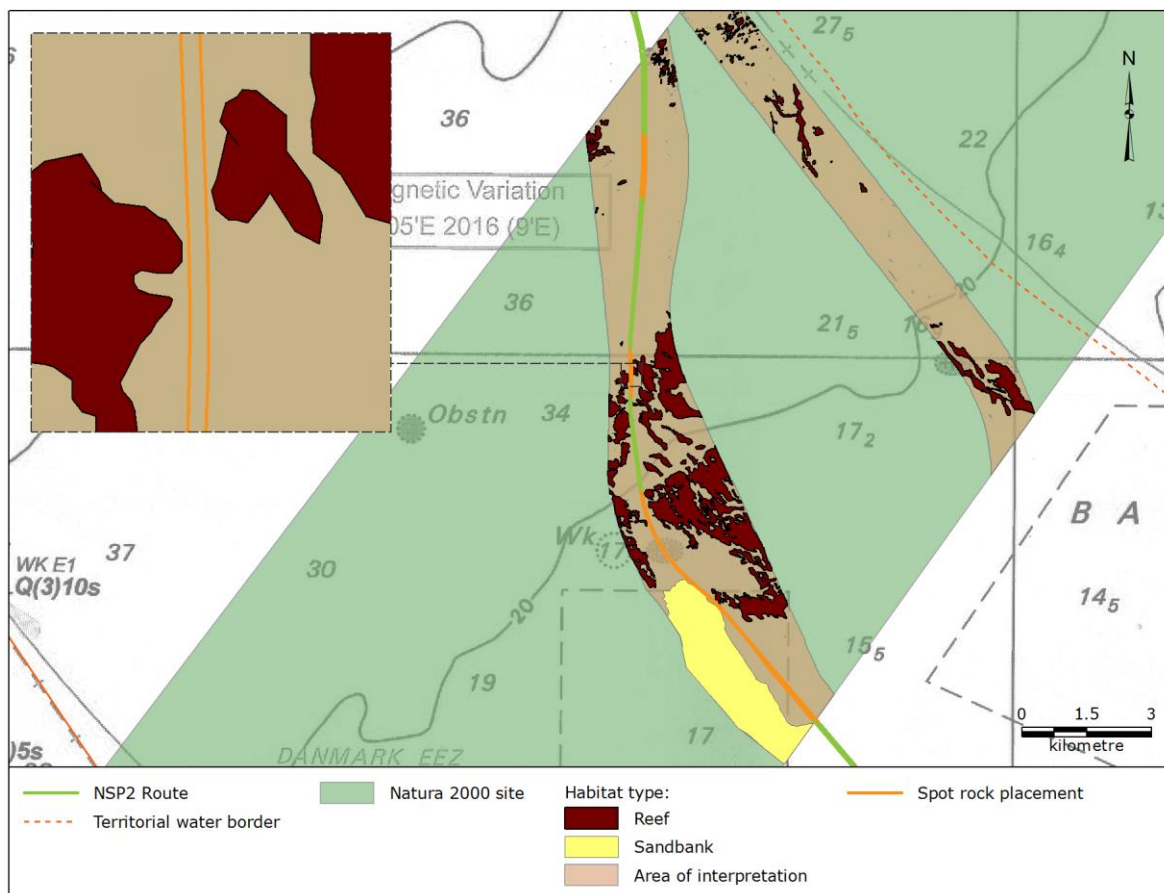 27₅
N
36
22
gnetic Variation
05'E 2016 (9'E)
13
16₄
36
20
21₅
16
Obstn
34
17₂
B A
Wk
17
37
WK E1
Q(3)10s
30
14₅
20
15₅
19
17
0 1.5 3
kilometre
)5s
DANMARK EEZ
NSP2 Route
Territorial water border
Natura 2000 site
Habitat type:
Reef
Sandbank
Area of interpretation
Spot rock placement